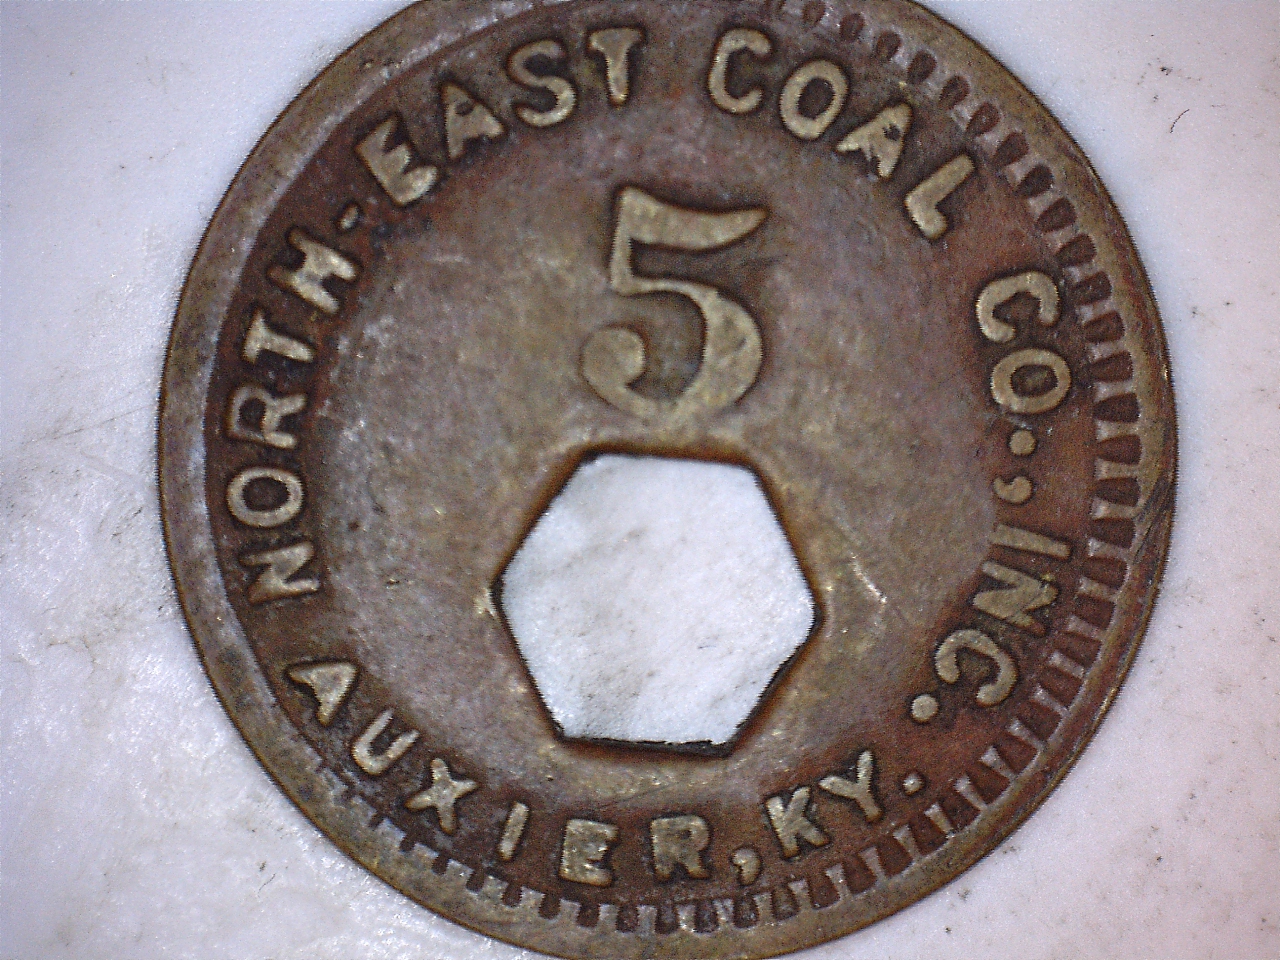 NORTH-EAST COAL CO., INC.
5
AUXIER, KY.